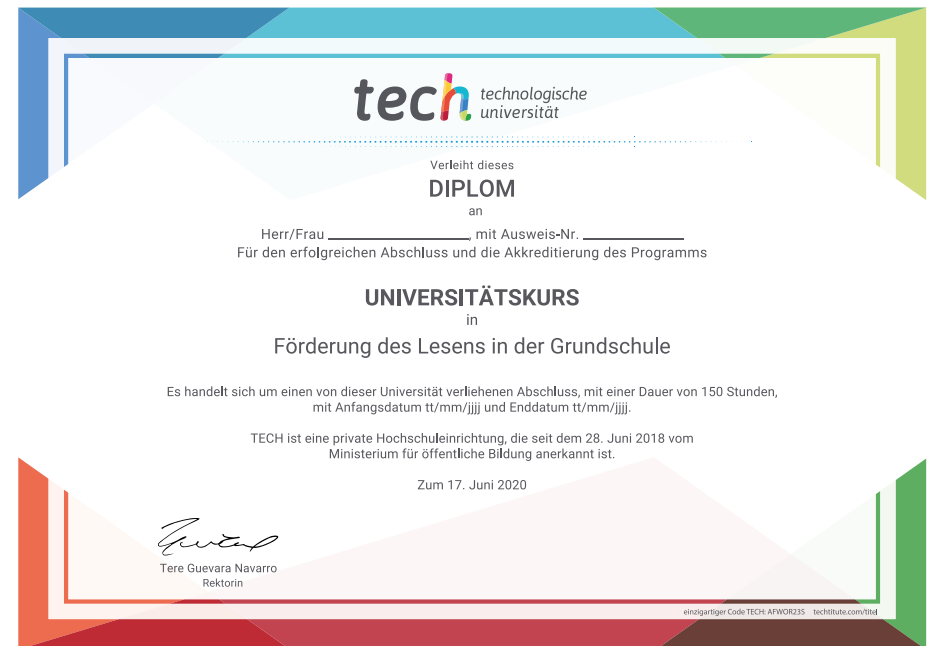 tech technologische
universität
Verleiht dieses
DIPLOM
an
Herr/Frau ____________________, mit Ausweis-Nr. ______________
Für den erfolgreichen Abschluss und die Akkreditierung des Programms
UNIVERSITÄTSKURS
in
Förderung des Lesens in der Grundschule
Es handelt sich um einen von dieser Universität verliehenen Abschluss, mit einer Dauer von 150 Stunden,
mit Anfangsdatum tt/mm/jjjj und Enddatum tt/mm/jjjj.
TECH ist eine private Hochschuleinrichtung, die seit dem 28. Juni 2018 vom
Ministerium für öffentliche Bildung anerkannt ist.
Zum 17. Juni 2020
Tere Guevara Navarro
Rektorin
einzigartiger Code TECH: AFWOR23S techtitute.com/titel